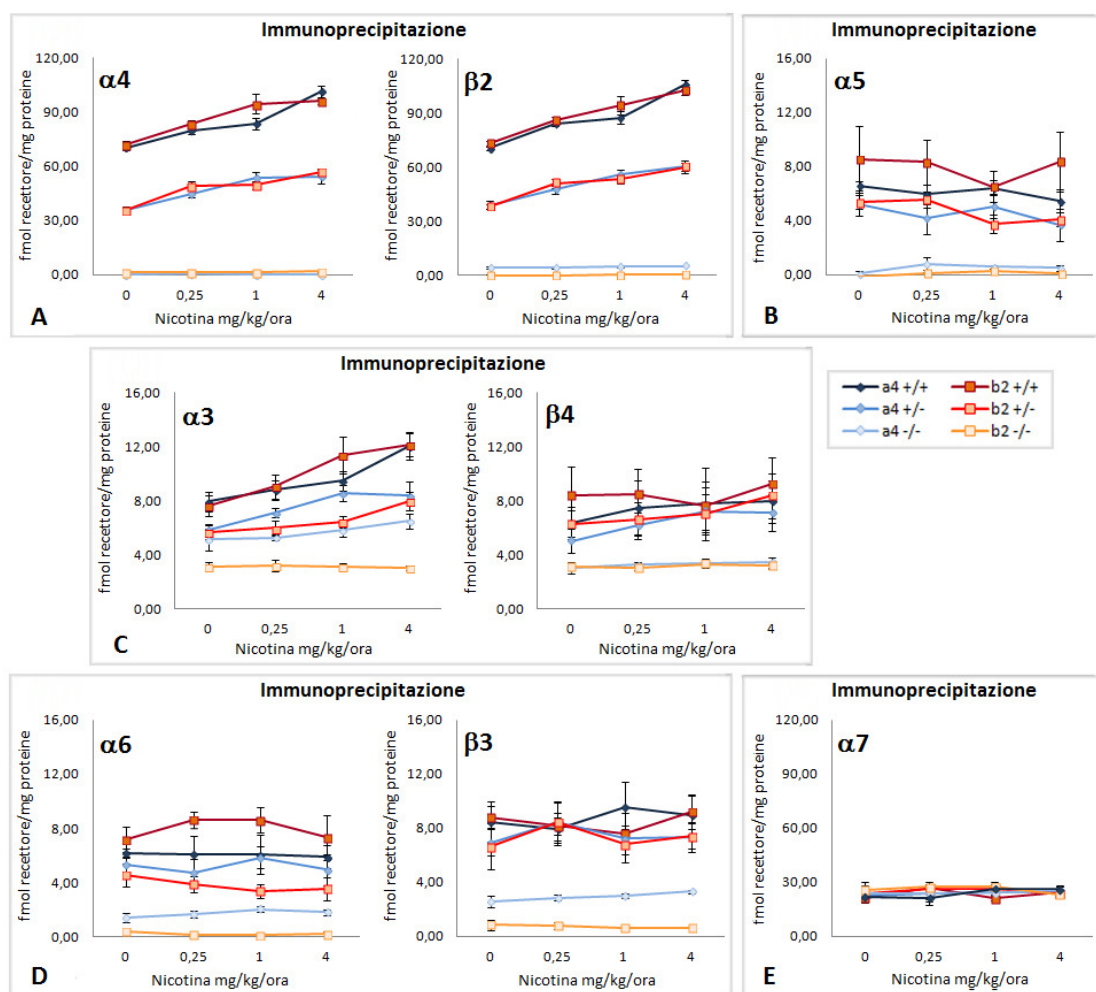 Immunoprecipitazione
α4
fmol recettore/mg proteine
120,00
90,00
60,00
30,00
0,00
0 0,25 1 4
Nicotina mg/kg/ora
A
β2
fmol recettore/mg proteine
120,00
90,00
60,00
30,00
0,00
0 0,25 1 4
Nicotina mg/kg/ora
Immunoprecipitazione
α5
fmol recettore/mg proteine
16,00
12,00
8,00
4,00
0,00
0 0,25 1 4
Nicotina mg/kg/ora
B
Immunoprecipitazione
α3
fmol recettore/mg proteine
16,00
12,00
8,00
4,00
0,00
0 0,25 1 4
Nicotina mg/kg/ora
C
β4
fmol recettore/mg proteine
16,00
12,00
8,00
4,00
0,00
0 0,25 1 4
Nicotina mg/kg/ora
a4 +/+ b2 +/+
a4 +/- b2 +/-
a4 -/- b2 -/-
Immunoprecipitazione
α6
fmol recettore/mg proteine
16,00
12,00
8,00
4,00
0,00
0 0,25 1 4
Nicotina mg/kg/ora
D
β3
fmol recettore/mg proteine
16,00
12,00
8,00
4,00
0,00
0 0,25 1 4
Nicotina mg/kg/ora
Immunoprecipitazione
α7
fmol recettore/mg proteine
120,00
90,00
60,00
30,00
0,00
0 0,25 1 4
Nicotina mg/kg/ora
E